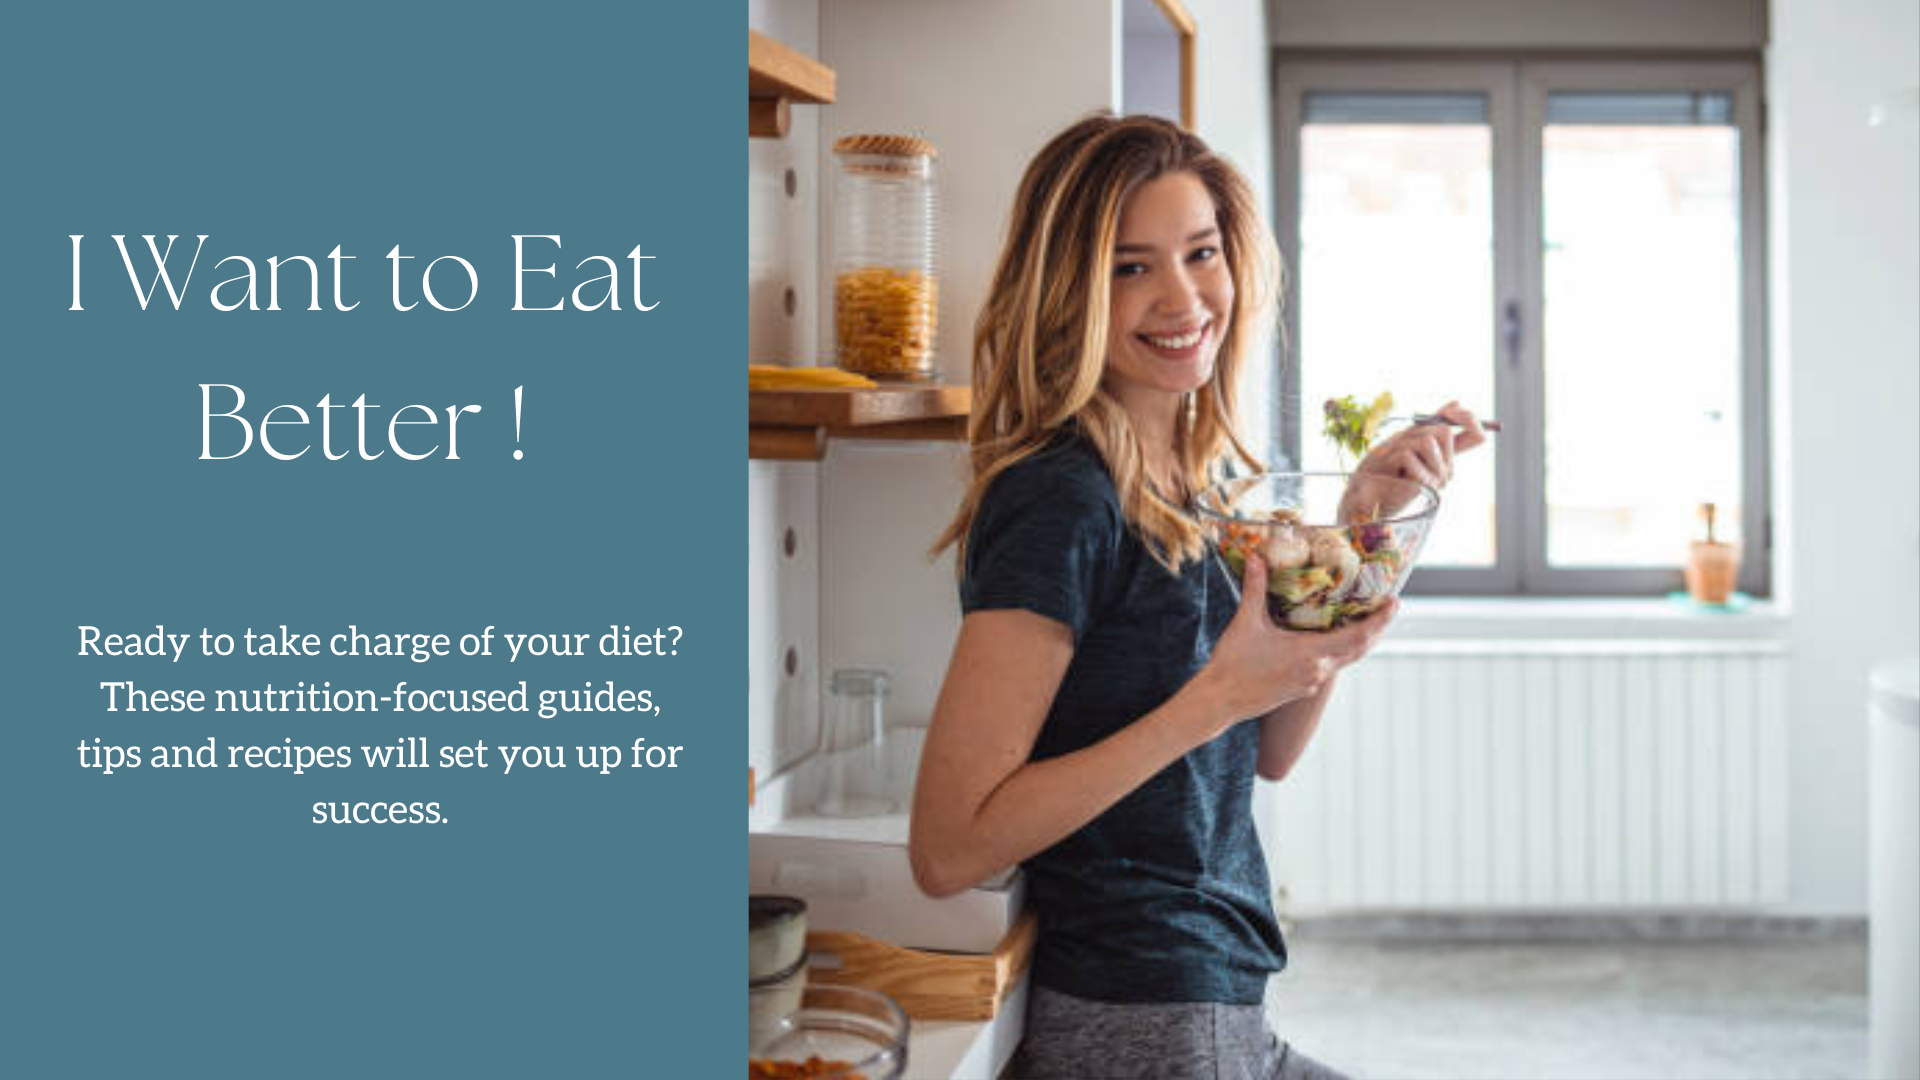 I Want to Eat
Better !
Ready to take charge of your diet?
These nutrition-focused guides,
tips and recipes will set you up for
success.